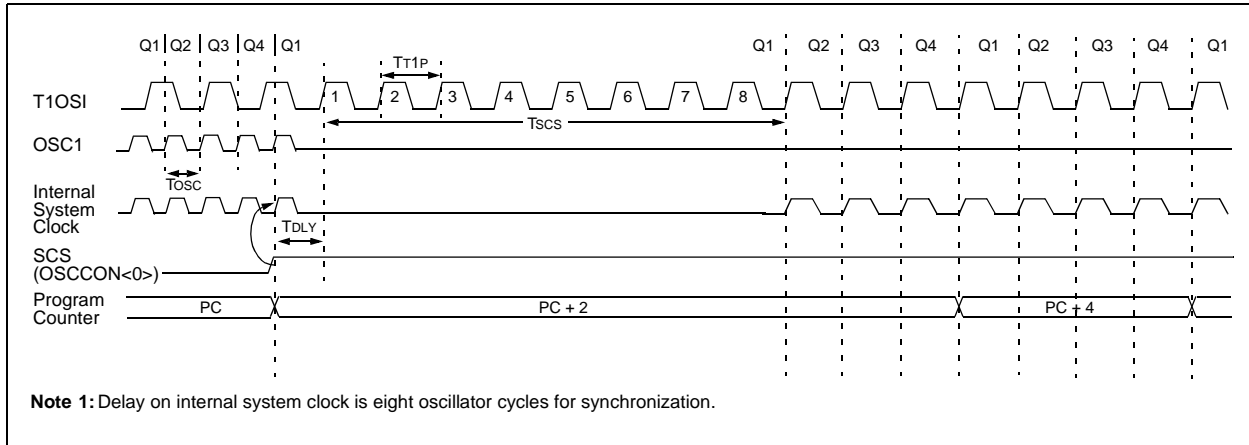 Q1 Q2 Q3 Q4 Q1 Q1 Q2 Q3 Q4 Q1 Q2 Q3 Q4 Q1
TT1P
T1OSI 1 2 3 4 5 6 7 8
TSCS
OSC1
TOSC
Internal
System
Clock
TDLY
SCS
(OSCCON<0>)
Program
Counter
PC PC + 2 PC + 4
Note 1: Delay on internal system clock is eight oscillator cycles for synchronization.